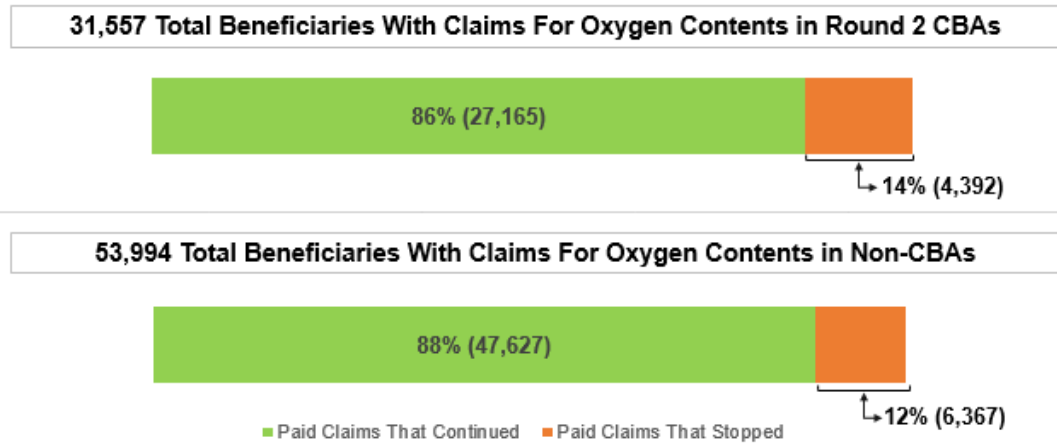 31,557 Total Beneficiaries With Claims For Oxygen Contents in Round 2 CBAs
86% (27,165)
14% (4,392)
53,994 Total Beneficiaries With Claims For Oxygen Contents in Non-CBAs
88% (47,627)
12% (6,367)
Paid Claims That Continued Paid Claims That Stopped